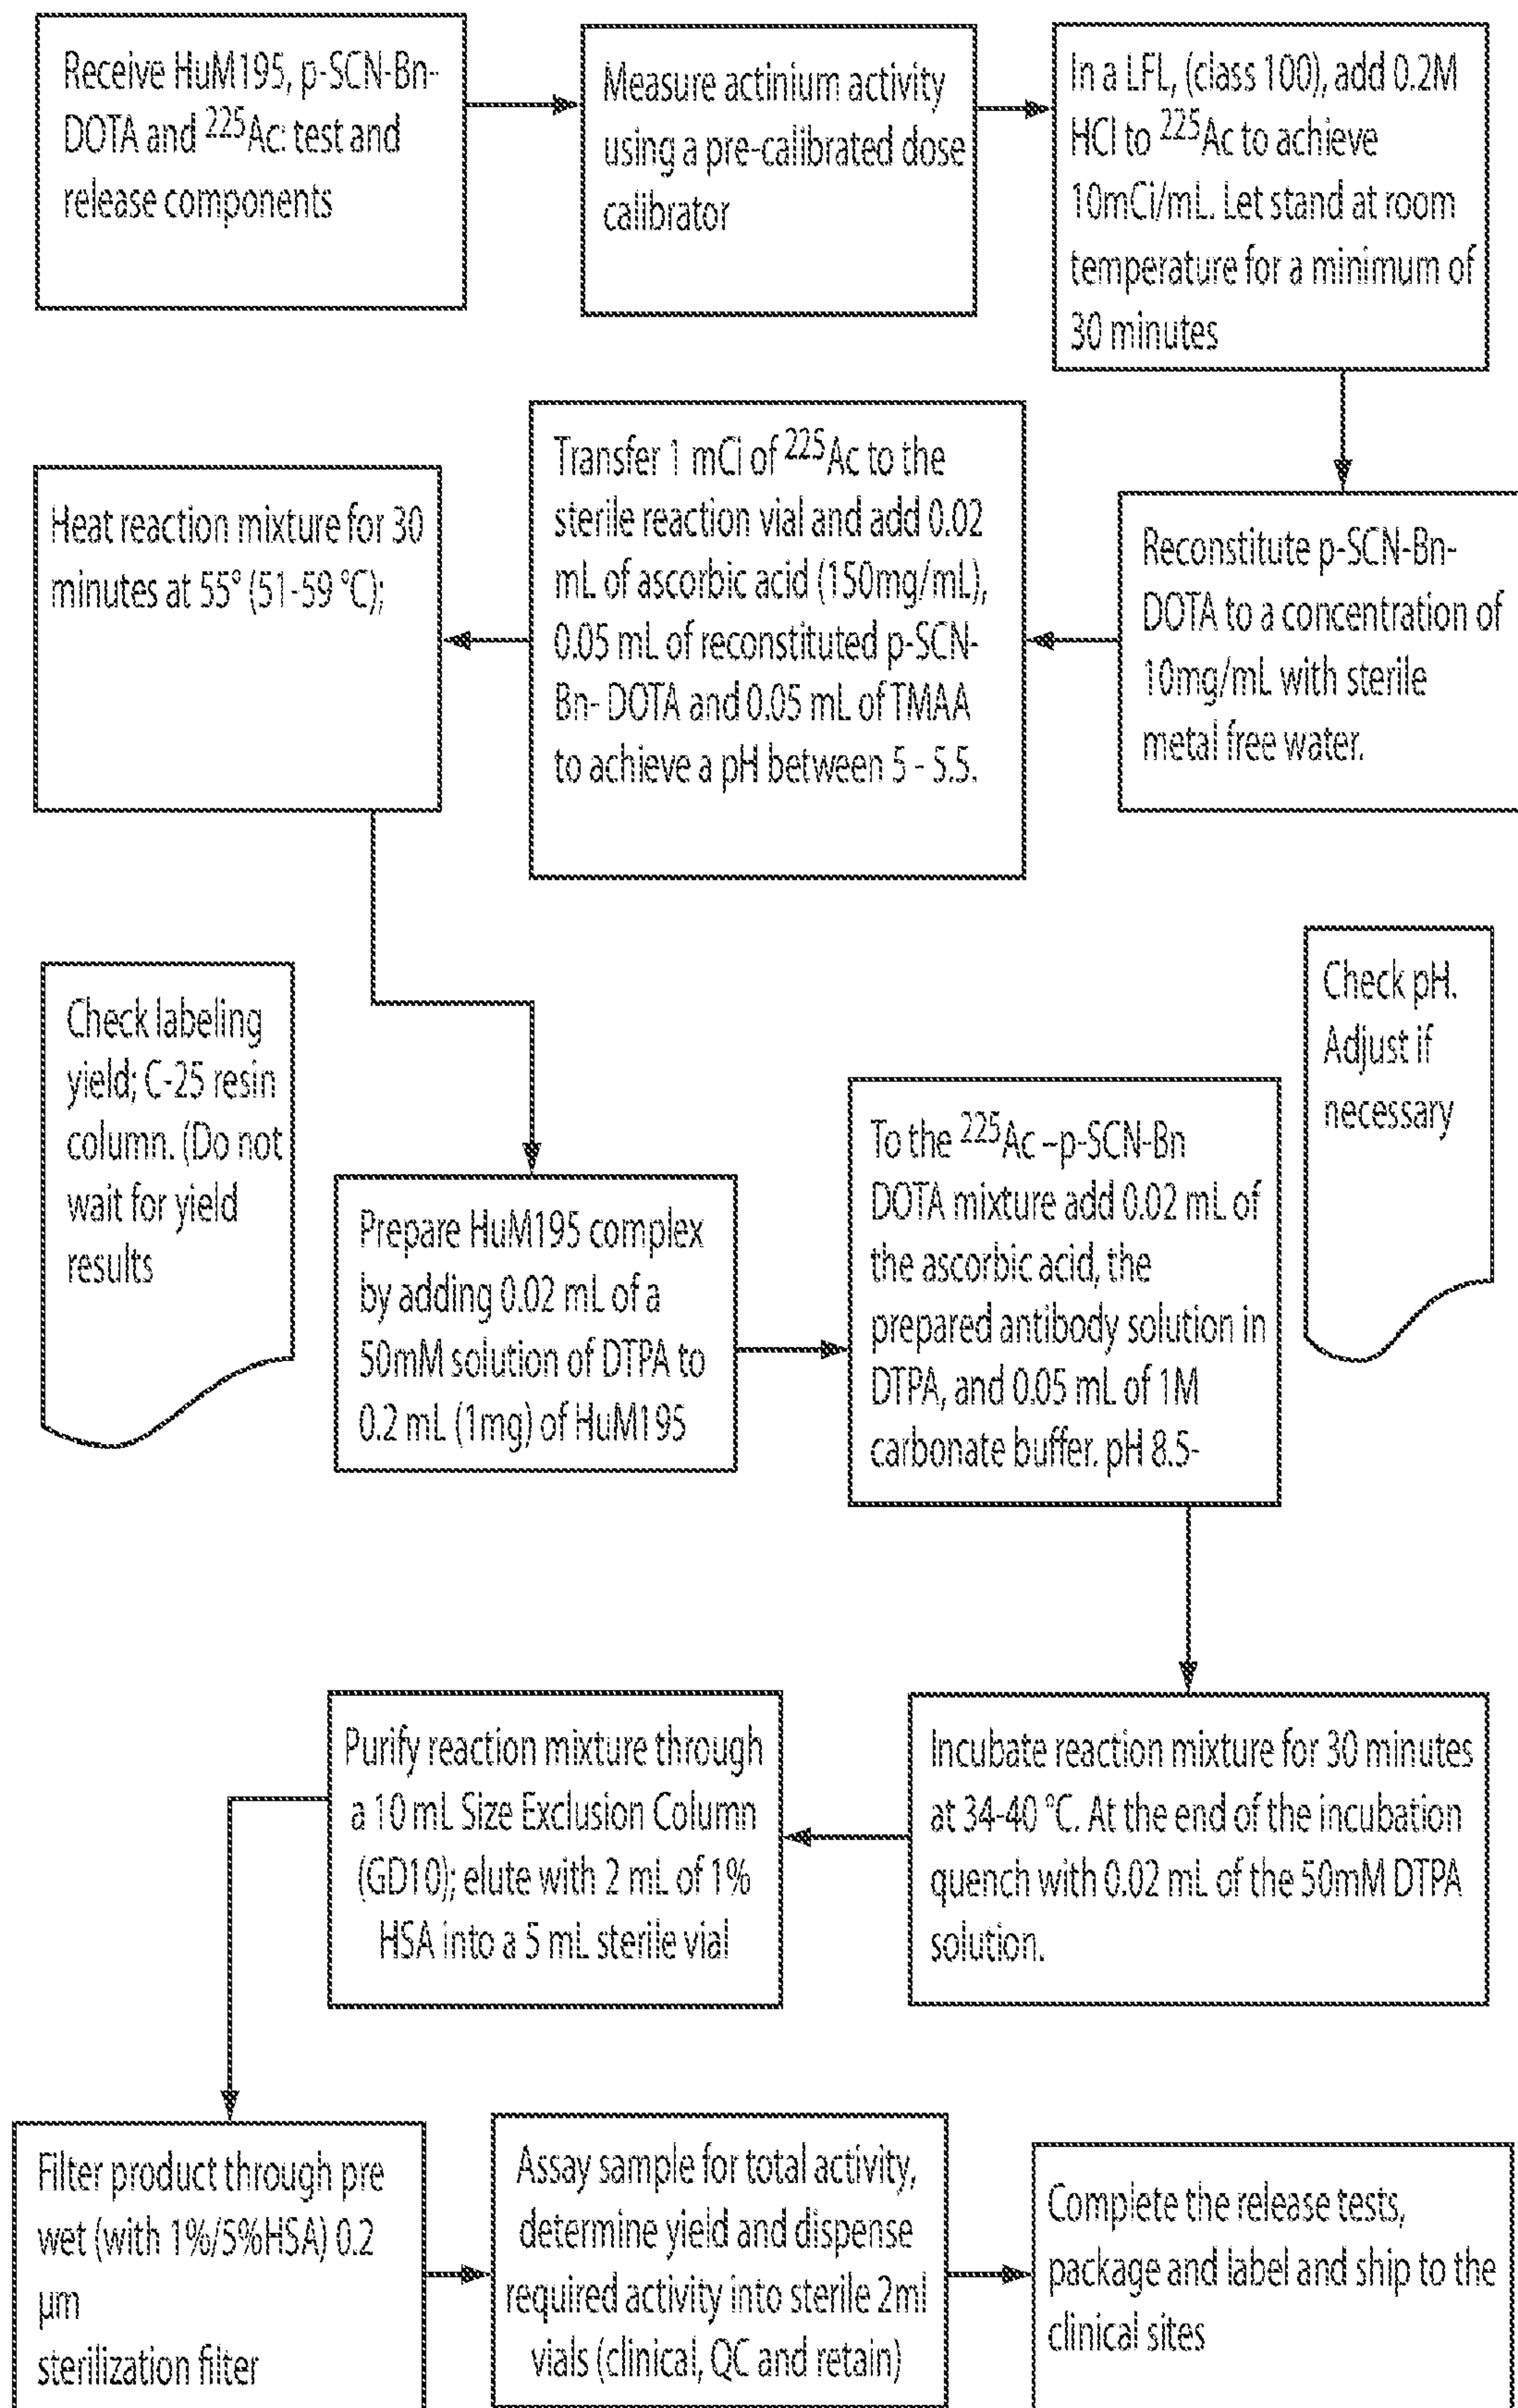 Receive HuM195, p-SCN-Bn-
DOTA and 225Ac: test and
release components
Measure actinium activity
using a pre-calibrated dose
calibrator
In a LFL, (class 100), add 0.2M
HCl to 225Ac to achieve
10mCi/mL. Let stand at room
temperature for a minimum of
30 minutes
Reconstitute p-SCN-Bn-
DOTA to a concentration of
10mg/mL with sterile
metal free water.
Transfer 1 mCi of 225Ac to the
sterile reaction vial and add 0.02
mL of ascorbic acid (150mg/mL),
0.05 mL of reconstituted p-SCN-
Bn- DOTA and 0.05 mL of TMAA
to achieve a pH between 5 - 5.5.
Heat reaction mixture for 30
minutes at 55° (51-59 °C);
Check labeling
yield; C-25 resin
column. (Do not
wait for yield
results
Prepare HuM195 complex
by adding 0.02 mL of a
50mM solution of DTPA to
0.2 mL (1mg) of HuM195
To the 225Ac –p-SCN-Bn
DOTA mixture add 0.02 mL of
the ascorbic acid, the
prepared antibody solution in
DTPA, and 0.05 mL of 1M
carbonate buffer. pH 8.5-
Check pH.
Adjust if
necessary
Incubate reaction mixture for 30 minutes
at 34-40 °C. At the end of the incubation
quench with 0.02 mL of the 50mM DTPA
solution.
Purify reaction mixture through
a 10 mL Size Exclusion Column
(GD10); elute with 2 mL of 1%
HSA into a 5 mL sterile vial
Filter product through pre
wet (with 1%/5%HSA) 0.2
μm
sterilization filter
Assay sample for total activity,
determine yield and dispense
required activity into sterile 2ml
vials (clinical, QC and retain)
Complete the release tests,
package and label and ship to the
clinical sites